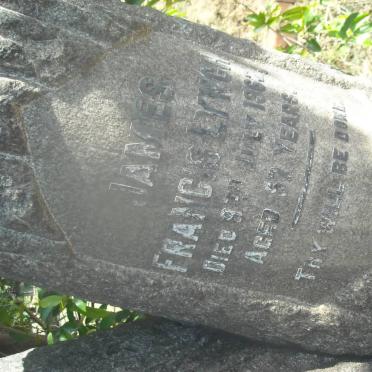 JAMES
FRANCIS LYNCH
DIED JULY
AGED YEARS
THY WILL BE DONE